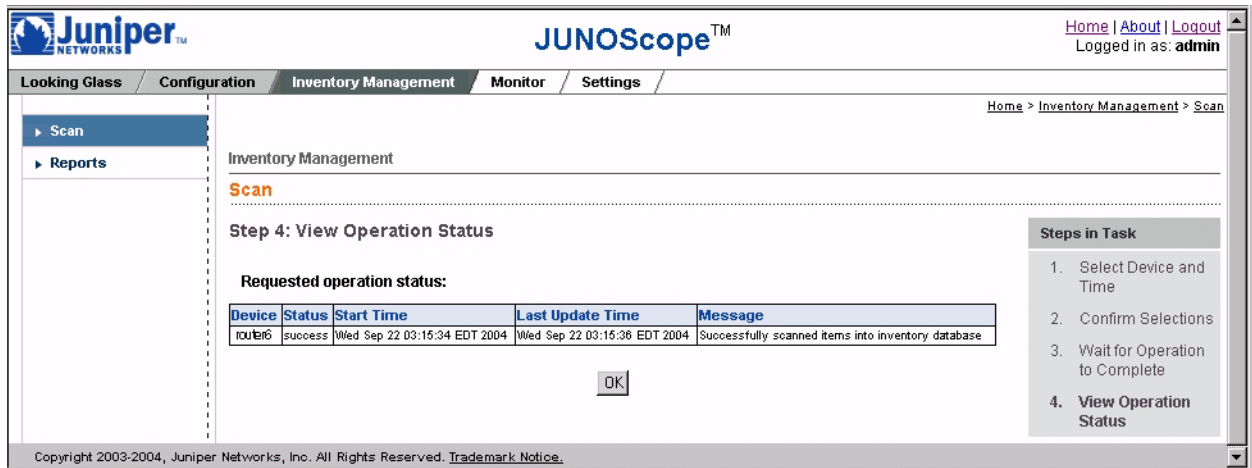 Juniper™
NETWORKS
JUNOScope™
Home | About | Logout
Logged in as: admin
Looking Glass / Configuration / Inventory Management / Monitor / Settings /
Home > Inventory Management > Scan
Scan
Reports
Inventory Management
Scan
Step 4: View Operation Status
Requested operation status:
Device Status Start Time Last Update Time Message
router6 success Wed Sep 22 03:15:34 EDT 2004 Wed Sep 22 03:15:36 EDT 2004 Successfully scanned items into inventory database
OK
Steps in Task
1. Select Device and
Time
2. Confirm Selections
3. Wait for Operation
to Complete
4. View Operation
Status
Copyright 2003-2004, Juniper Networks, Inc. All Rights Reserved. Trademark Notice.